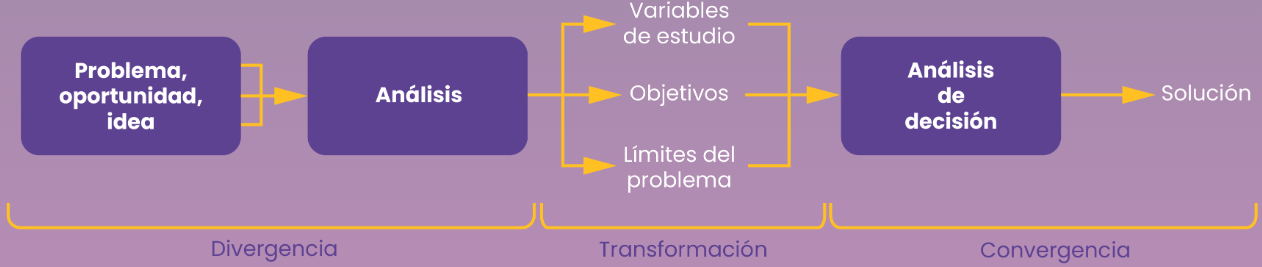 Problema,
oportunidad,
idea
Análisis
Variables
de estudio
Objetivos
Límites del
problema
Análisis
de
decisión
Solución
Divergencia
Transformación
Convergencia